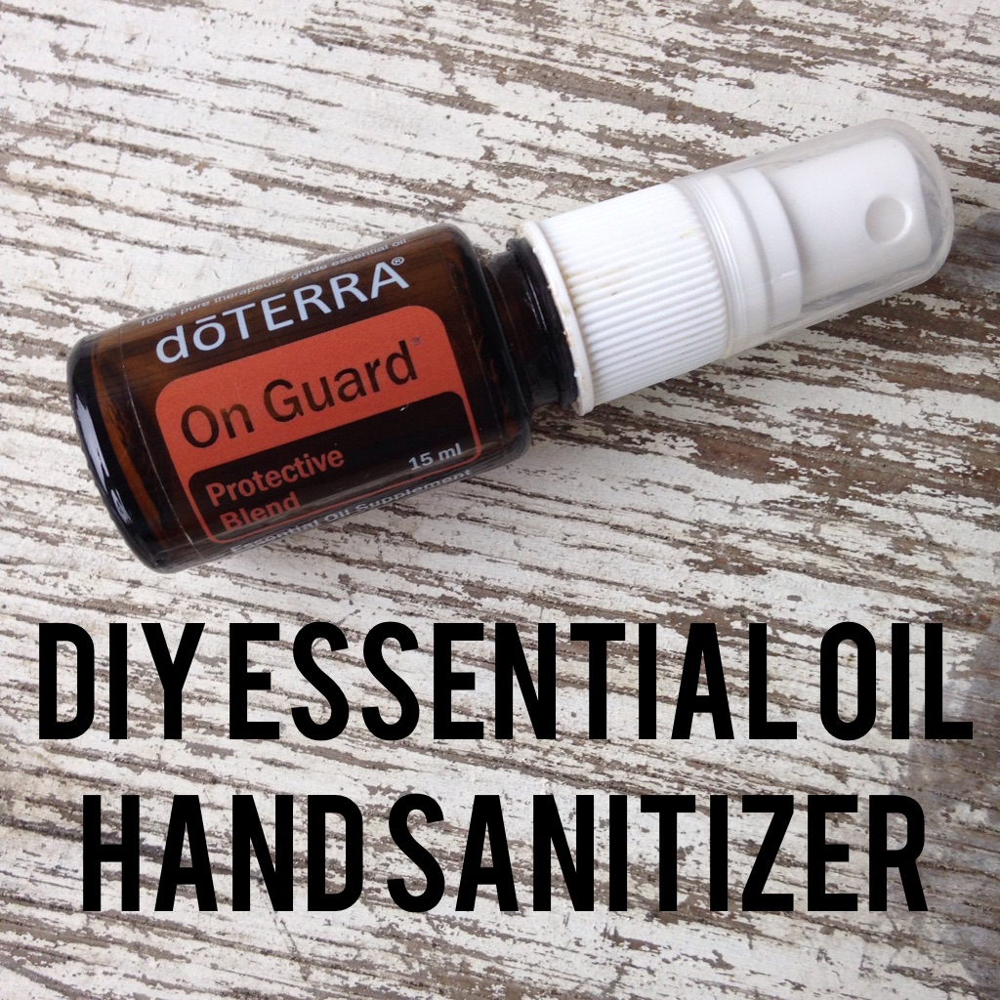 100% pure therapeutic-grade essential oil
dōTERRA®
On Guard™
Protective
Blend
15 ml
Essential Oil Supplement
DIY ESSENTIAL OIL
HAND SANITIZER